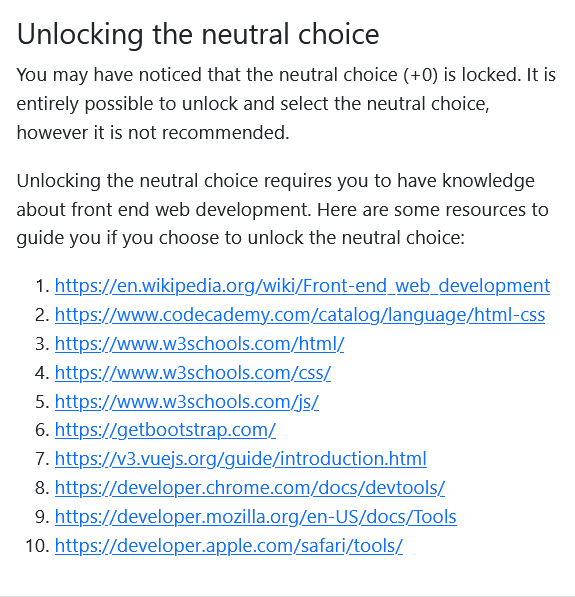 Unlocking the neutral choice
You may have noticed that the neutral choice (+0) is locked. It is
entirely possible to unlock and select the neutral choice,
however it is not recommended.
Unlocking the neutral choice requires you to have knowledge
about front end web development. Here are some resources to
guide you if you choose to unlock the neutral choice:
1. https://en.wikipedia.org/wiki/Front-end_web_development
2. https://www.codecademy.com/catalog/language/html-css
3. https://www.w3schools.com/html/
4. https://www.w3schools.com/css/
5. https://www.w3schools.com/js/
6. https://getbootstrap.com/
7. https://v3.vuejs.org/guide/introduction.html
8. https://developer.chrome.com/docs/devtools/
9. https://developer.mozilla.org/en-US/docs/Tools
10. https://developer.apple.com/safari/tools/